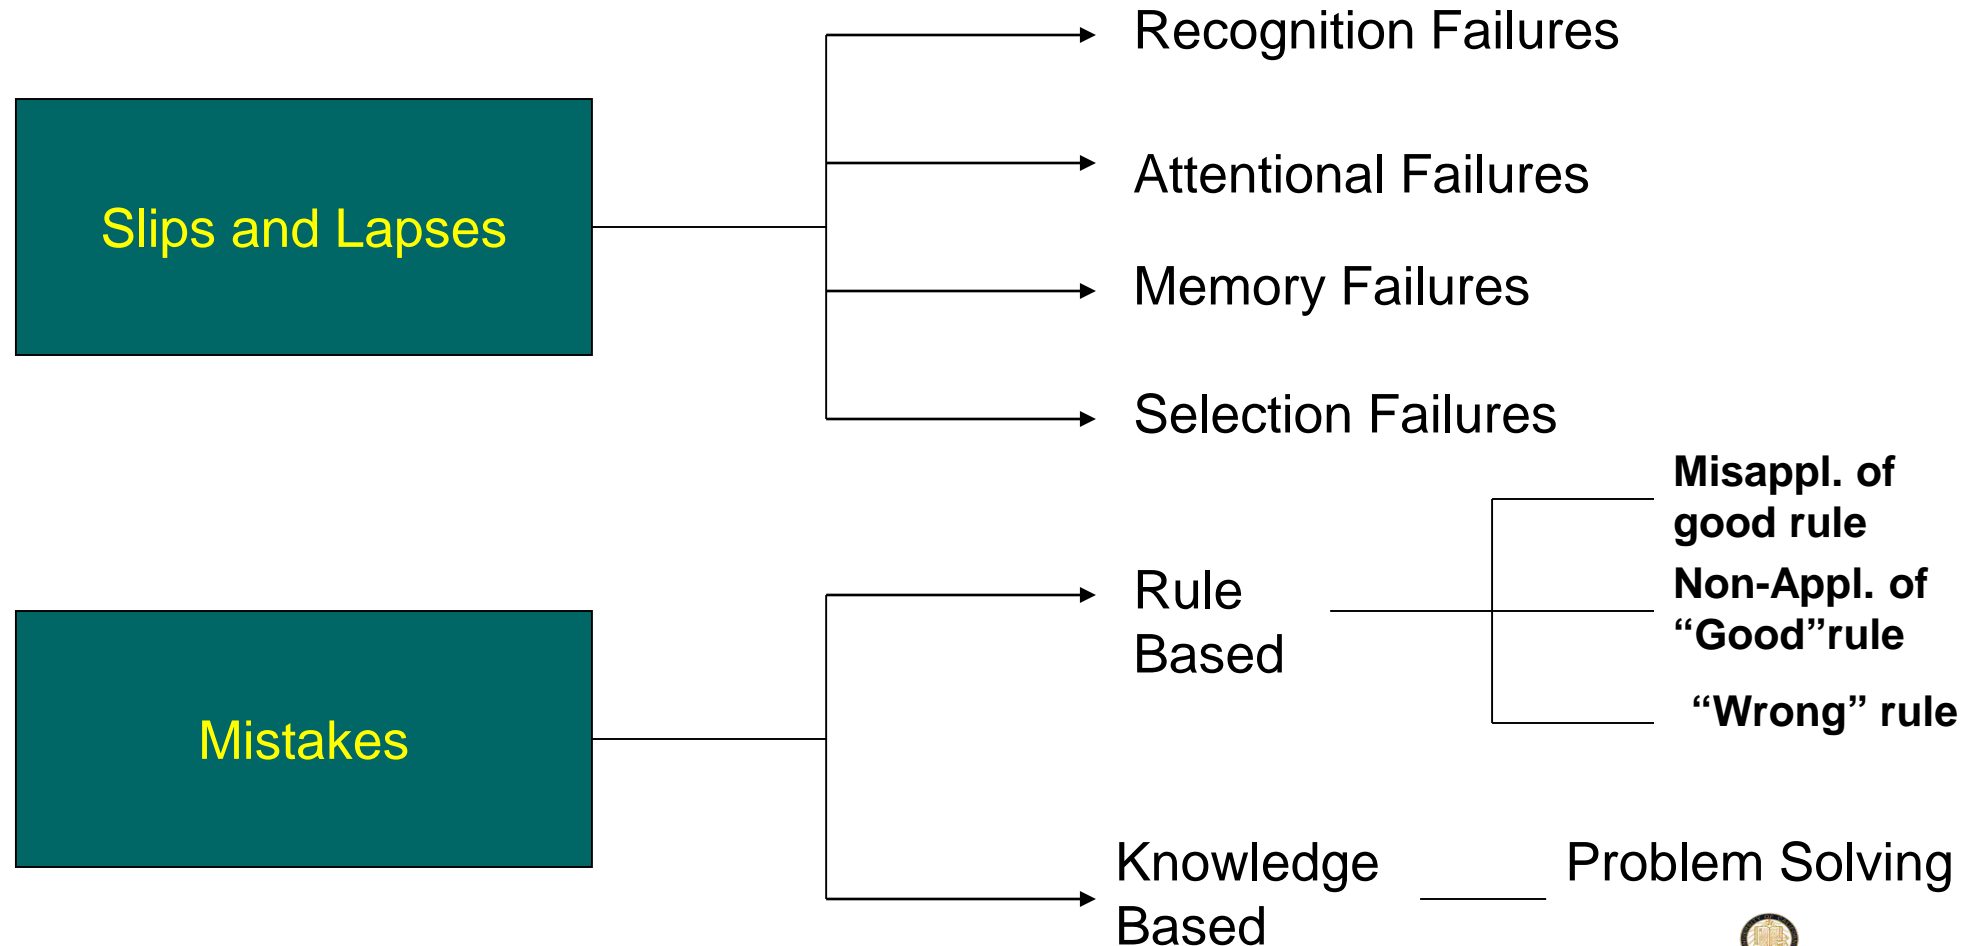 Recognition Failures
Attentional Failures
Slips and Lapses
Memory Failures
Selection Failures
Misappl. of
good rule
Rule
Based
Non-Appl. of
“Good”rule
“Wrong” rule
Mistakes
Knowledge
Based
Problem Solving